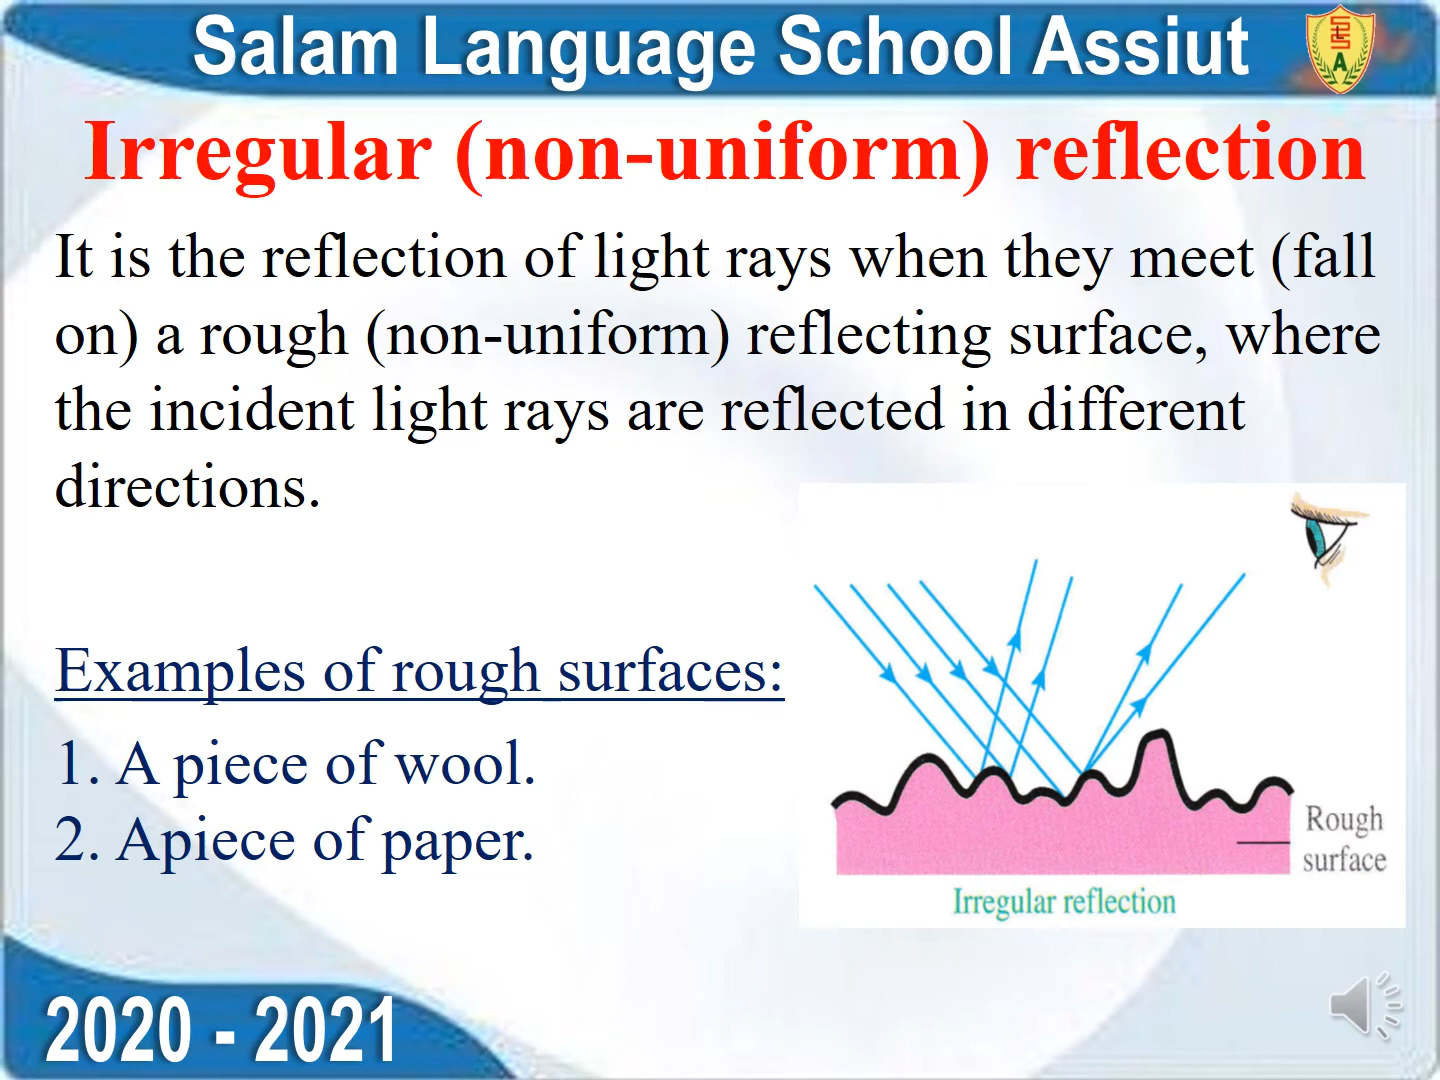 Salam Language School Assiut
S L S
A
Irregular (non-uniform) reflection
It is the reflection of light rays when they meet (fall
on) a rough (non-uniform) reflecting surface, where
the incident light rays are reflected in different
directions.
Examples of rough surfaces:
1. A piece of wool.
2. Apiece of paper.
Rough
surface
Irregular reflection
2020 - 2021